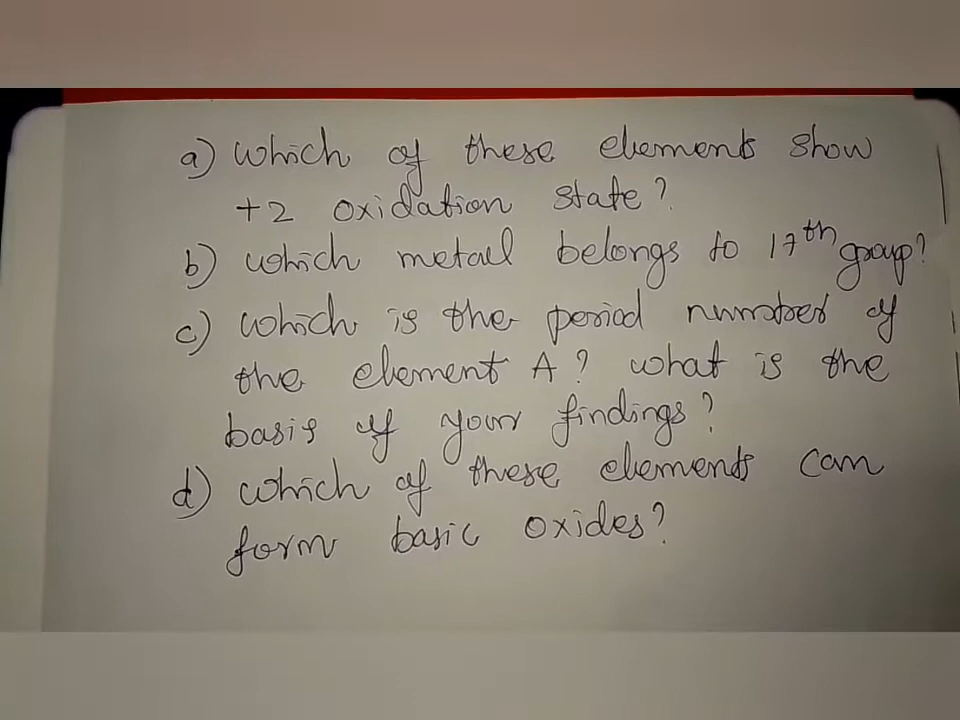 a) which of these elements show
+2 oxidation state?
b) which metal belongs to 17th group?
c) which is the period number of
the element A? what is the
basis of your findings?
d) which of these elements can
form basic oxides?